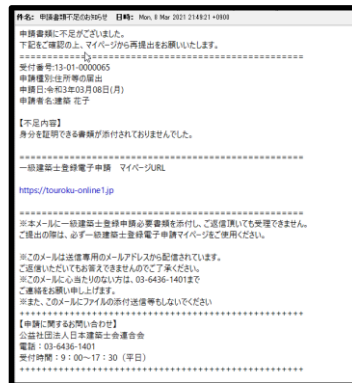 件名: 申請書類不足のお知らせ 日時: Mon, 8 Mar 2021 21:49:21 +0900
申請書類に不足がございました。
下記をご確認の上、マイページから再提出をお願いいたします。
==================================================
受付番号:13-01-0000065
申請種別:住所等の届出
申請日:令和3年03月08日(月)
申請者名:建築 花子
【不足内容】
身分を証明できる書類が添付されておりませんでした。
==================================================
一級建築士登録電子申請 マイページURL
https://touroku-online1.jp
==================================================
※本メールに一級建築士登録申請必要書類を添付し、ご返信頂いても受理できません。
ご提出の際は、必ず一級建築士登録電子申請マイページをご使用ください。
※このメールは送信専用のメールアドレスから配信されています。
ご返信いただいてもお答えできませんのでご了承ください。
※このメールに心当たりのない方は、03-6436-1401まで
ご連絡をお願い申し上げます。
※また、このメールにファイルの添付送信等もしないでください
++++++++++++++++++++++++++++++++++++++++++++++++++
【申請に関するお問い合わせ】
公益社団法人日本建築士会連合会
電話:03-6436-1401
受付時間:9:00~17:30(平日)
++++++++++++++++++++++++++++++++++++++++++++++++++